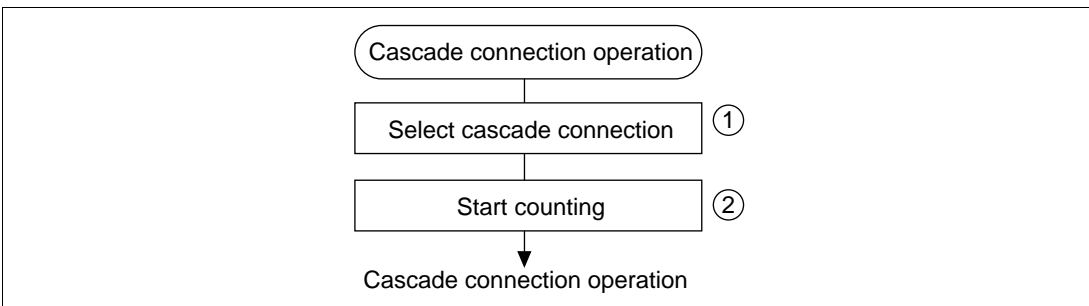 Cascade connection operation
Select cascade connection
1
Start counting
2
Cascade connection operation